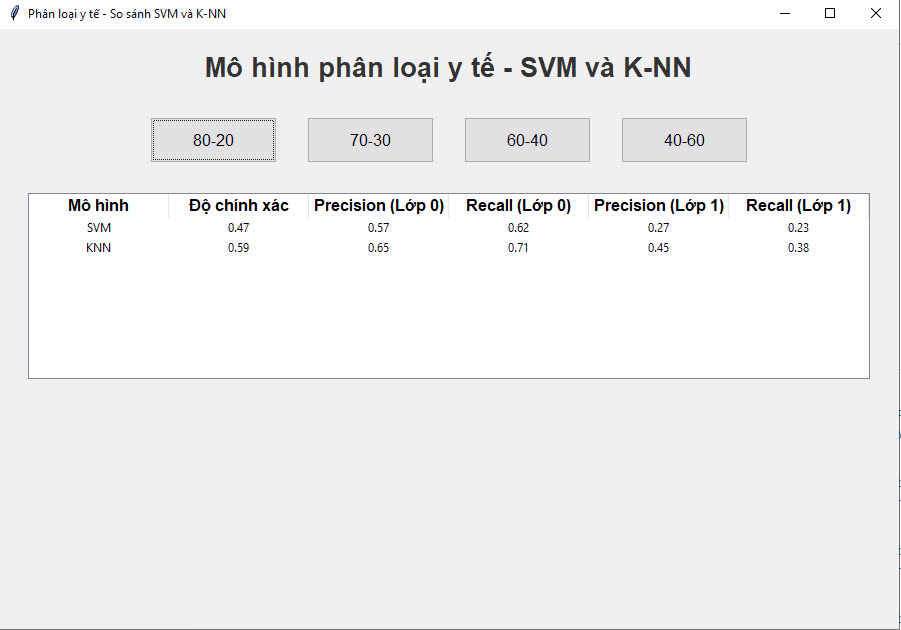 Phân loại y tế - So sánh SVM và K-NN
Mô hình phân loại y tế - SVM và K-NN
80-20 70-30 60-40 40-60
Mô hình Độ chính xác Precision (Lớp 0) Recall (Lớp 0) Precision (Lớp 1) Recall (Lớp 1)
SVM 0.47 0.57 0.62 0.27 0.23
KNN 0.59 0.65 0.71 0.45 0.38